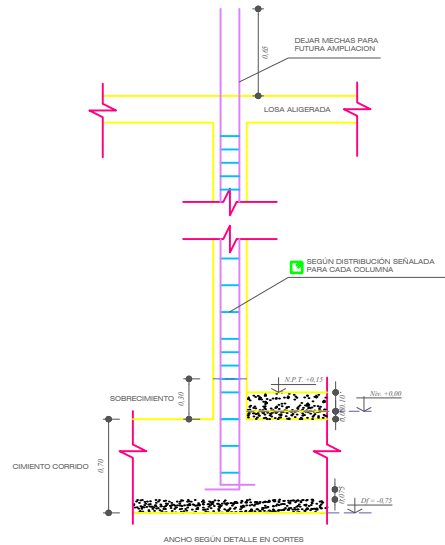 0,65
DEJAR MECHAS PARA
FUTURA AMPLIACION
LOSA ALIGERADA
SEGÚN DISTRIBUCIÓN SEÑALADA
PARA CADA COLUMNA
N.P.T. +0,15
SOBRECIMIENTO
0,30
0,10
Niv. +0,00
CIMIENTO CORRIDO
0,70
0,075
Df = -0,75
ANCHO SEGÚN DETALLE EN CORTES